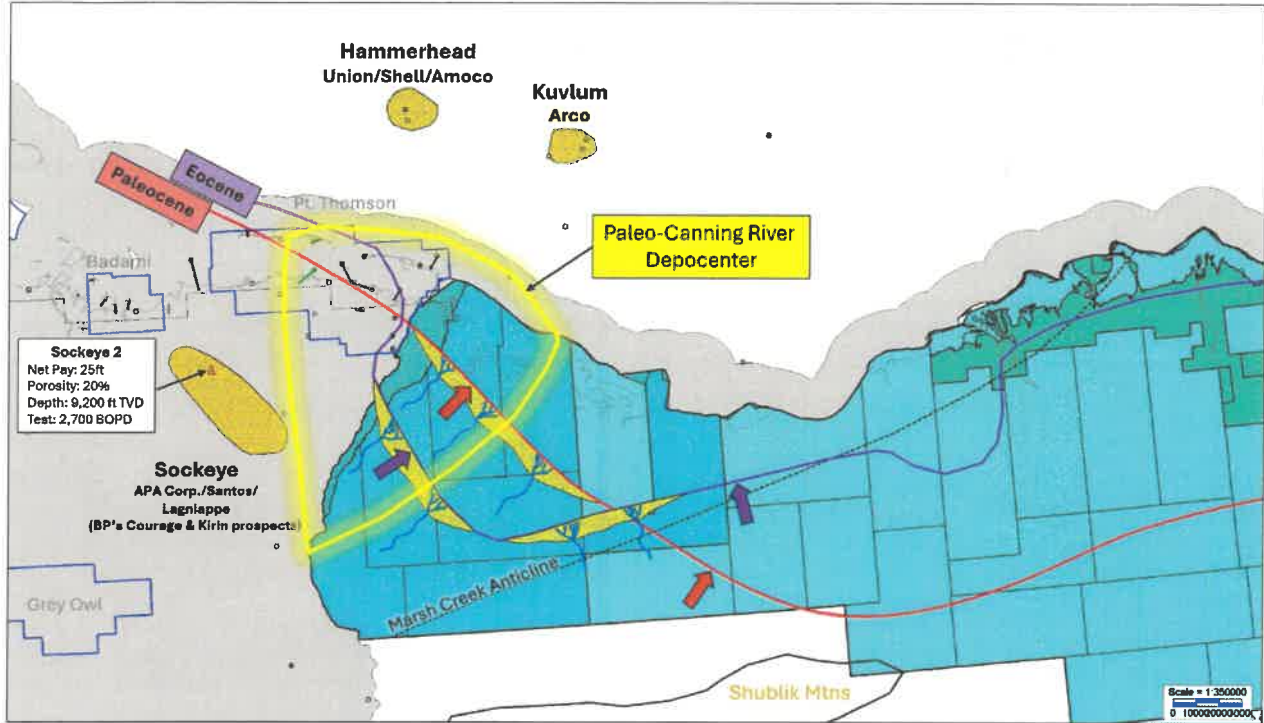 Hammerhead
Union/Shell/Amoco
Kuvlum
Arco
Eocene
Paleocene
Pt. Thomson
Paleo-Canning River
Depocenter
Badami
Sockeye 2
Net Pay: 25ft
Porosity: 20%
Depth: 9,200 ft TVD
Test: 2,700 BOPD
Sockeye
APA Corp./Santos/
Lagniappe
(BP's Courage & Kirin prospects)
Marsh Creek Anticline
Grey Owl
Shublik Mtns
Scale = 1:350000